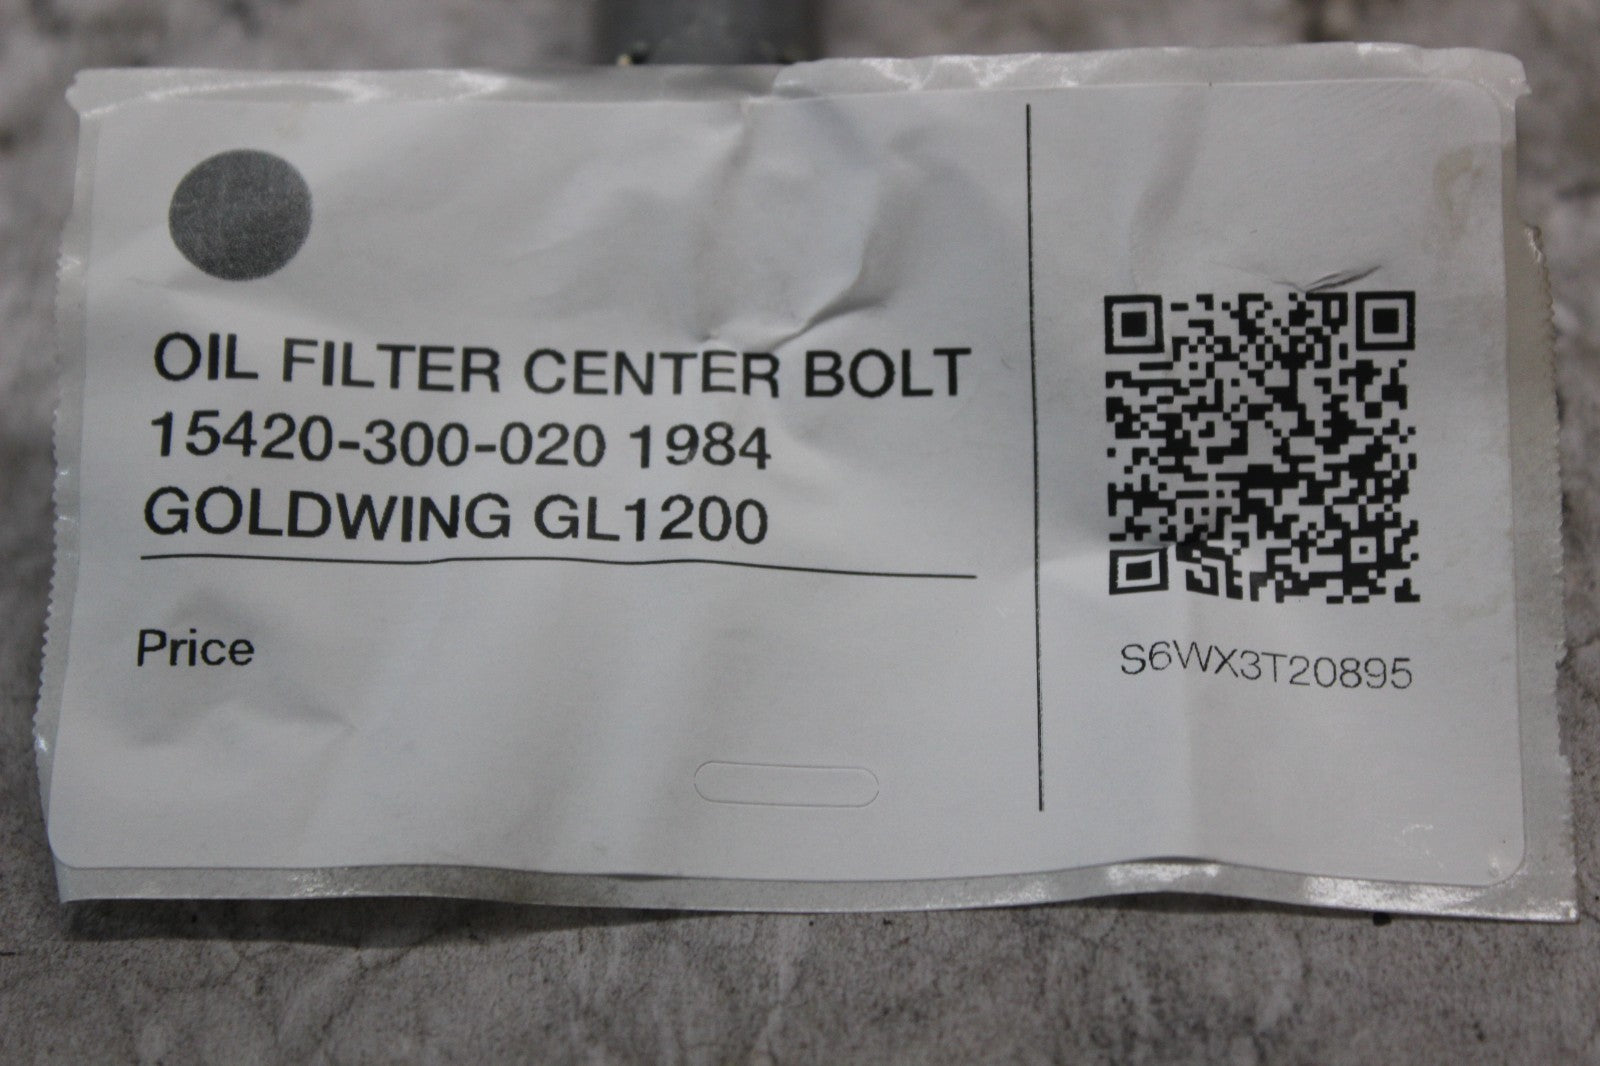 OIL FILTER CENTER BOLT
15420-300-020 1984
GOLDWING GL1200
Price
S6WX3T20895